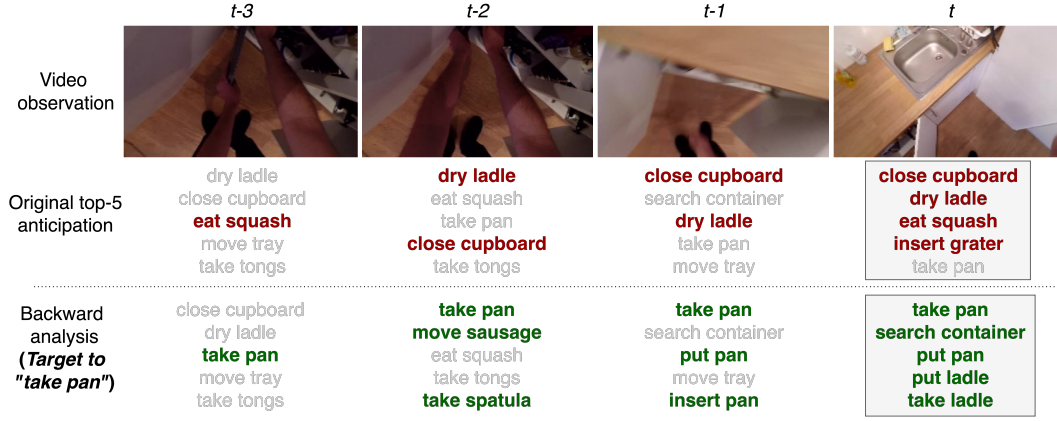 t-3 t-2 t-1 t
Video
observation
Original top-5
anticipation
dry ladle
close cupboard
eat squash
move tray
take tongs
dry ladle
eat squash
take pan
close cupboard
take tongs
close cupboard
search container
dry ladle
take pan
move tray
close cupboard
dry ladle
eat squash
insert grater
take pan
Backward
analysis
(Target to
"take pan")
close cupboard
dry ladle
take pan
move tray
take tongs
take pan
move sausage
eat squash
take tongs
take spatula
take pan
search container
put pan
move tray
insert pan
take pan
search container
put pan
put ladle
take ladle